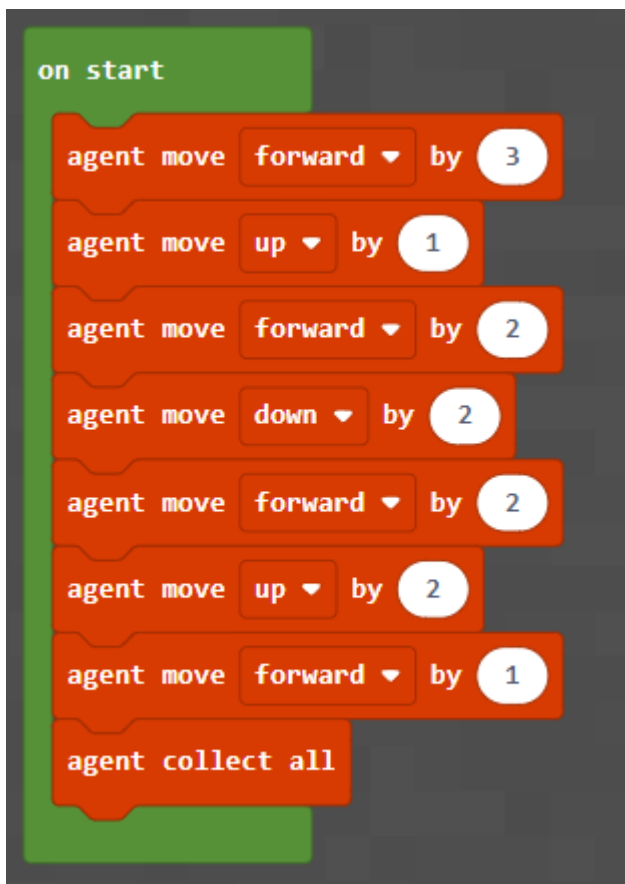 on start
agent move forward by 3
agent move up by 1
agent move forward by 2
agent move down by 2
agent move forward by 2
agent move up by 2
agent move forward by 1
agent collect all